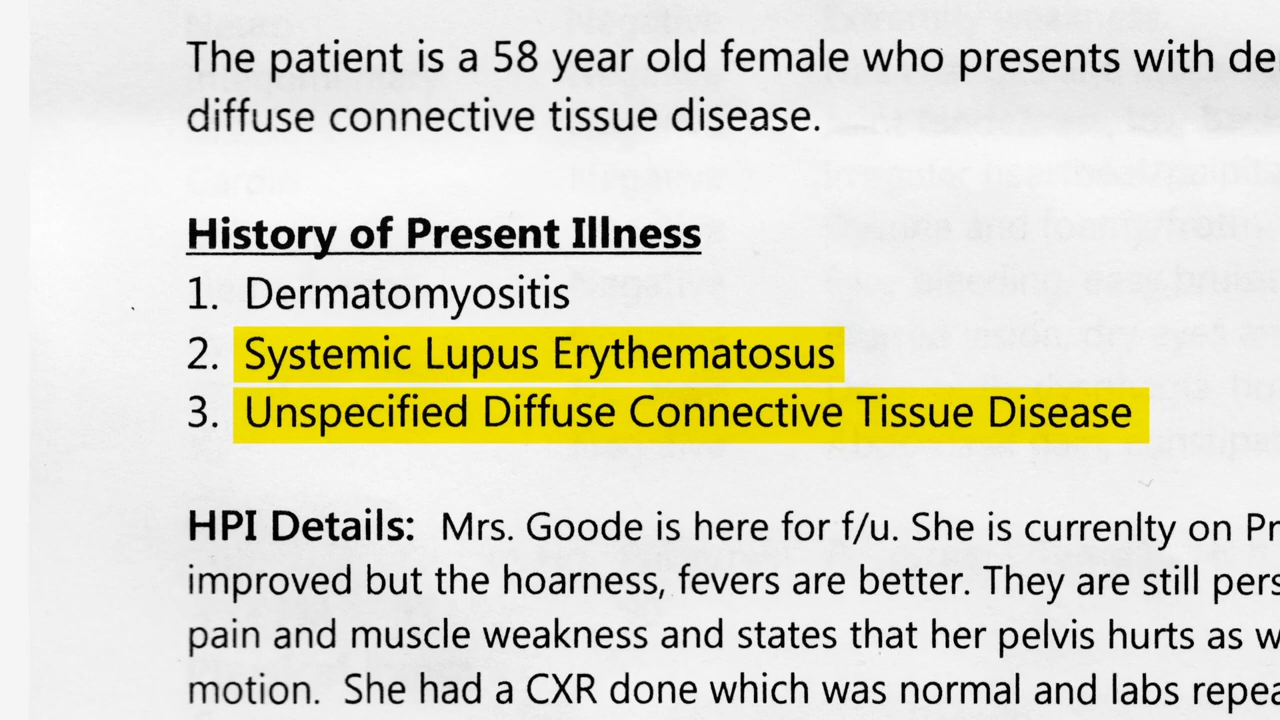 The patient is a 58 year old female who presents with de
diffuse connective tissue disease.
History of Present Illness
1. Dermatomyositis
2. Systemic Lupus Erythematosus
3. Unspecified Diffuse Connective Tissue Disease
HPI Details: Mrs. Goode is here for f/u. She is currenlty on Pr
improved but the hoarness, fevers are better. They are still pers
pain and muscle weakness and states that her pelvis hurts as w
motion. She had a CXR done which was normal and labs repea